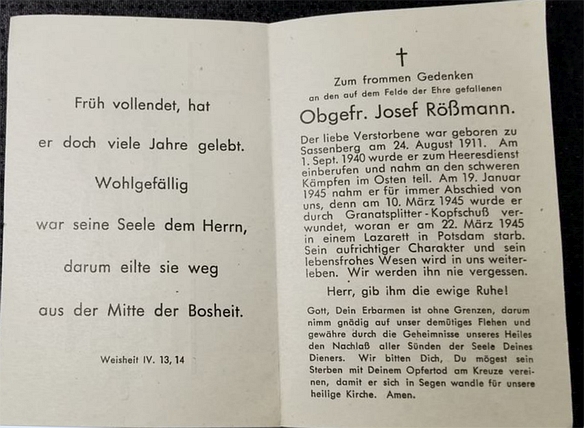 Früh vollendet, hat
er doch viele Jahre gelebt.
Wohlgefällig
war seine Seele dem Herrn,
darum eilte sie weg
aus der Mitte der Bosheit.
Weisheit IV. 13, 14
†
Zum frommen Gedenken
an den auf dem Felde der Ehre gefallenen
Obgefr. Josef Rößmann.
Der liebe Verstorbene war geboren zu
Sassenberg am 24. August 1911. Am
1. Sept. 1940 wurde er zum Heeresdienst
einberufen und nahm an den schweren
Kämpfen im Osten teil. Am 19. Januar
1945 nahm er für immer Abschied von
uns, denn am 10. März 1945 wurde er
durch Granatsplitter-Kopfschuß ver-
wundet, woran er am 22. März 1945
in einem Lazarett in Potsdam starb.
Sein aufrichtiger Charakter und sein
lebensfrohes Wesen wird in uns weiter-
leben. Wir werden ihn nie vergessen.
Herr, gib ihm die ewige Ruhe!
Gott, Dein Erbarmen ist ohne Grenzen, darum
nimm gnädig auf unser demütiges Flehen und
gewähre durch die Geheimnisse unseres Heiles
den Nachlaß aller Sünden der Seele Deines
Dieners. Wir bitten Dich, Du mögest sein
Sterben mit Deinem Opfertod am Kreuze verei-
nen, damit er sich in Segen wandle für unsere
heilige Kirche. Amen.